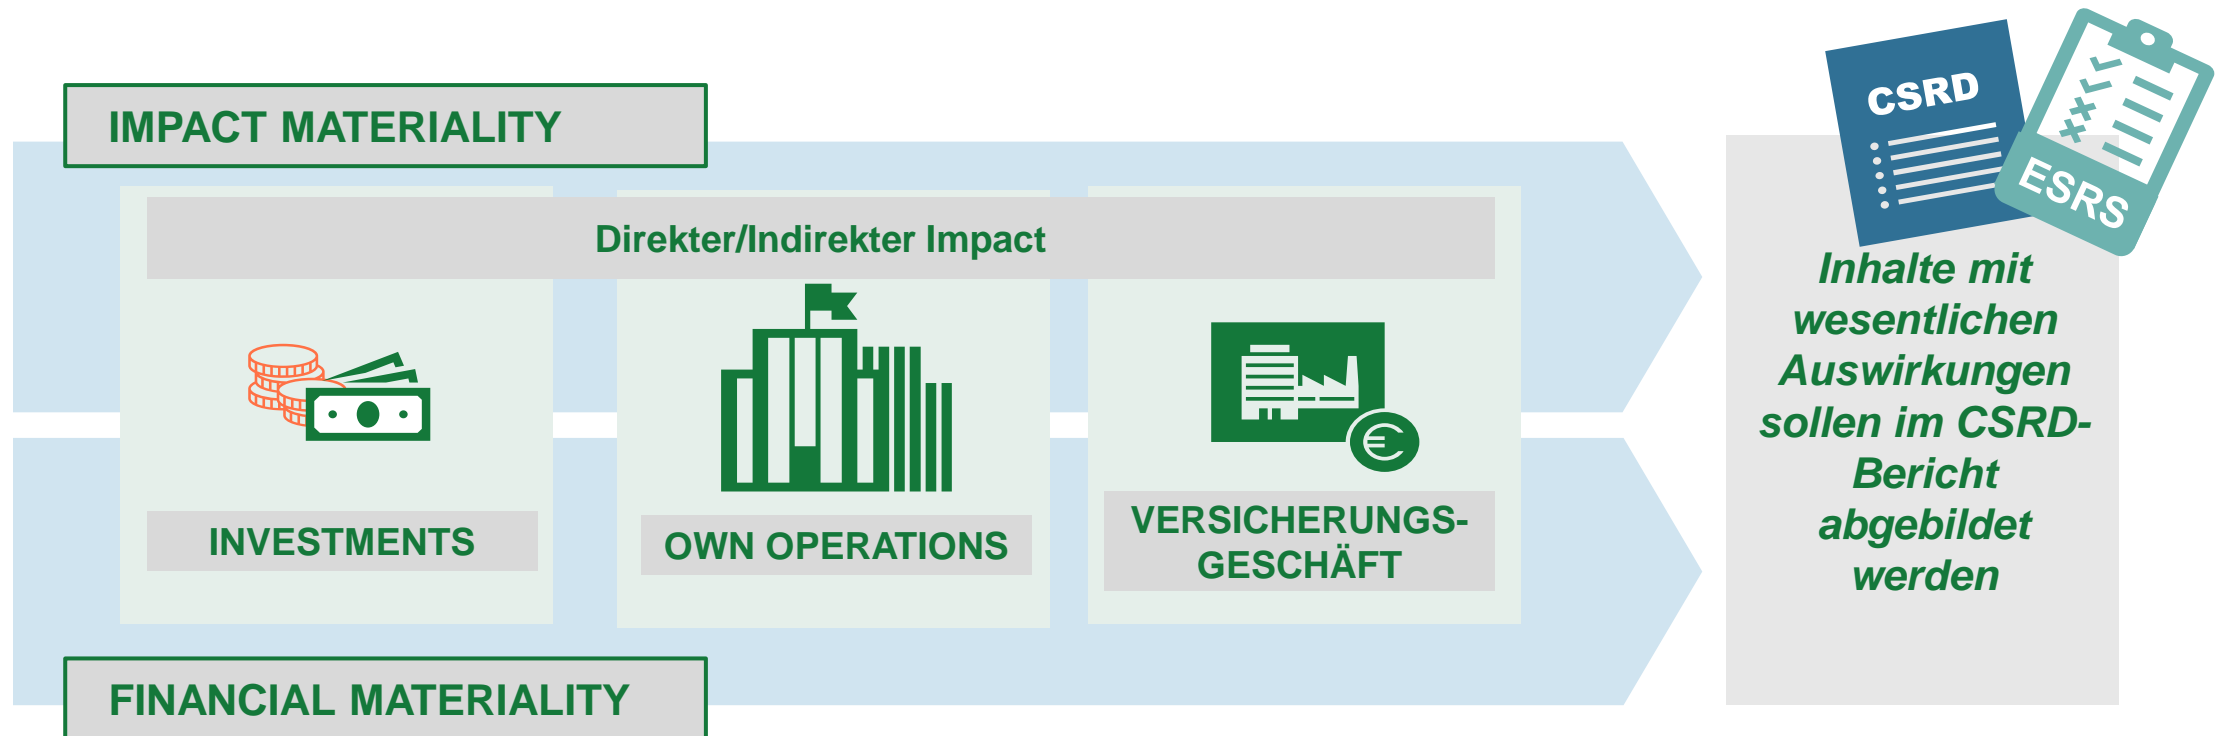 IMPACT MATERIALITY
Direkter/Indirekter Impact
INVESTMENTS
OWN OPERATIONS
VERSICHERUNGS-
GESCHÄFT
FINANCIAL MATERIALITY
CSRD
ESRS
Inhalte mit
wesentlichen
Auswirkungen
sollen im CSRD-
Bericht
abgebildet
werden